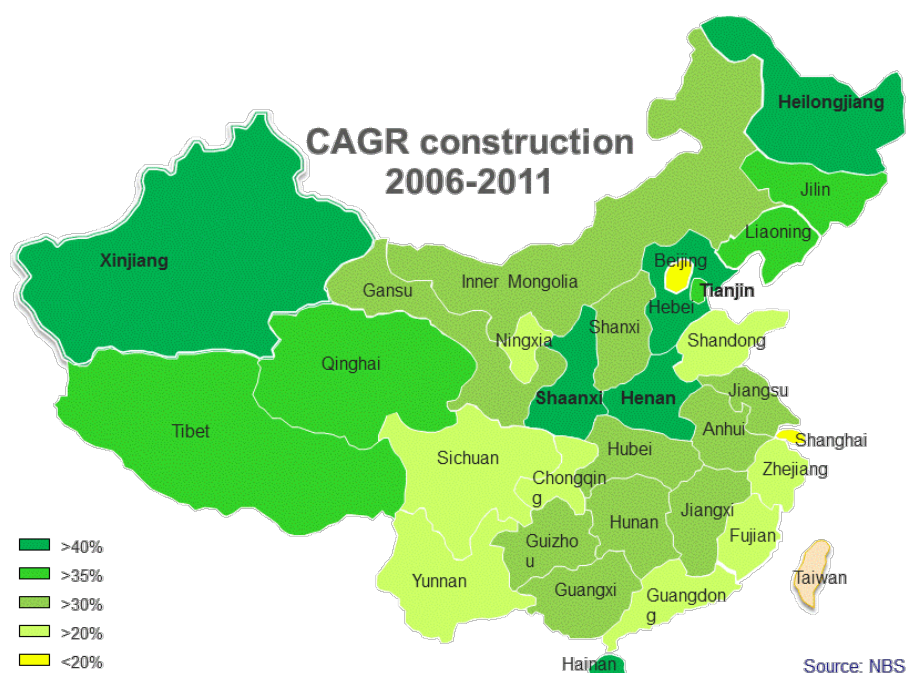 CAGR construction
2006-2011
Heilongjiang
Jilin
Liaoning
Xinjiang
Beijing
Inner Mongolia
Gansu
Tianjin
Hebei
Shanxi
Ningxia
Shandong
Qinghai
Jiangsu
Shaanxi
Henan
Tibet
Anhui
Shanghai
Hubei
Sichuan
Zhejiang
Chongqin
g
Jiangxi
Hunan
Fujian
Guizho
u
Taiwan
Yunnan
Guangxi
Guangdon
g
Hainan
>40%
>35%
>30%
>20%
<20%
Source: NBS